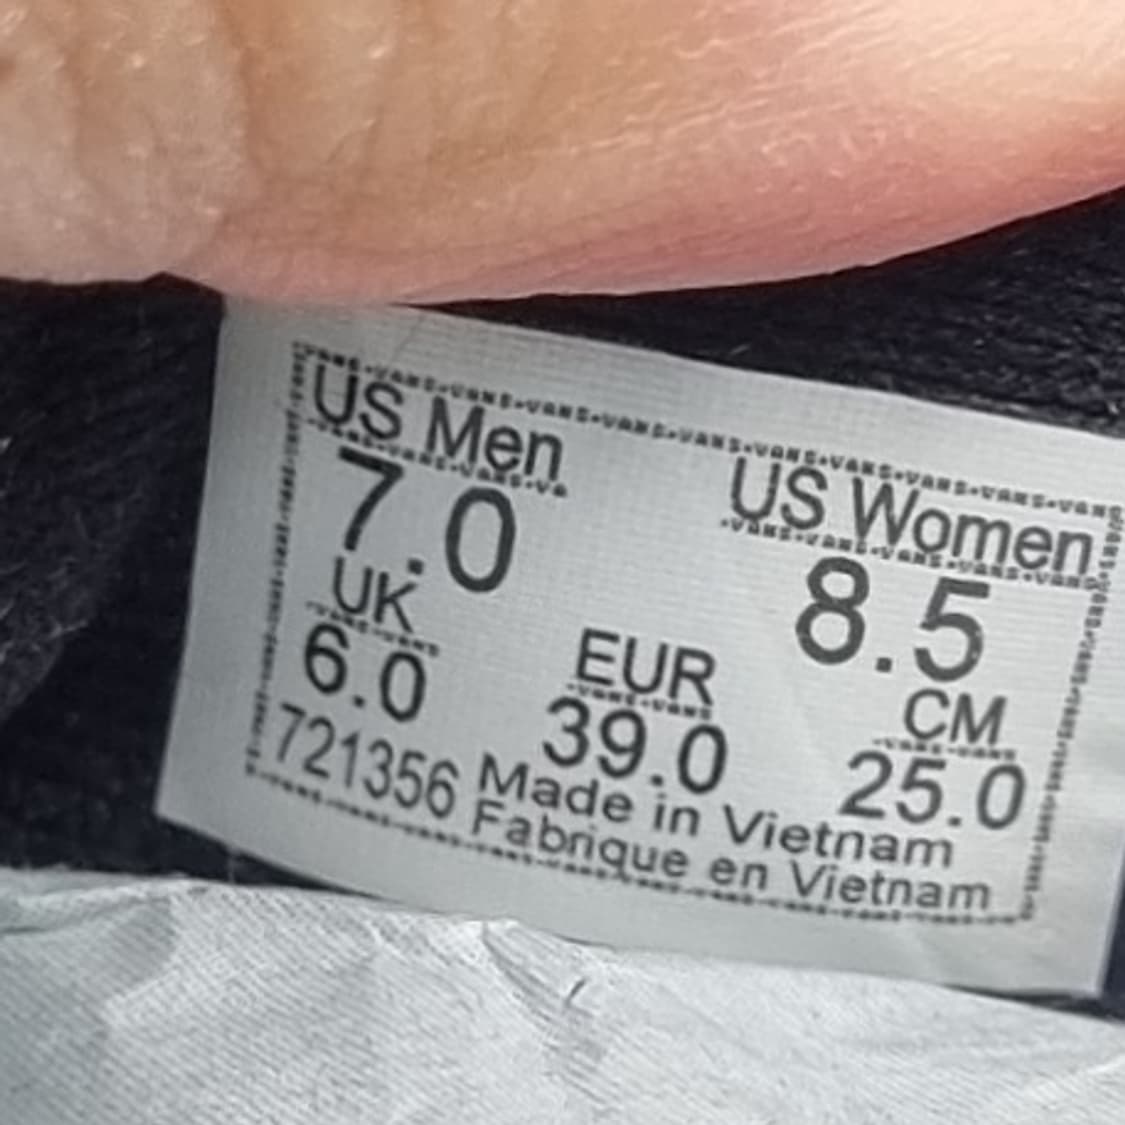 US Men
US Women
7.0
8.5
UK
EUR
CM
6.0
39.0
25.0
721356
Made in Vietnam
Fabrique en Vietnam
VANS